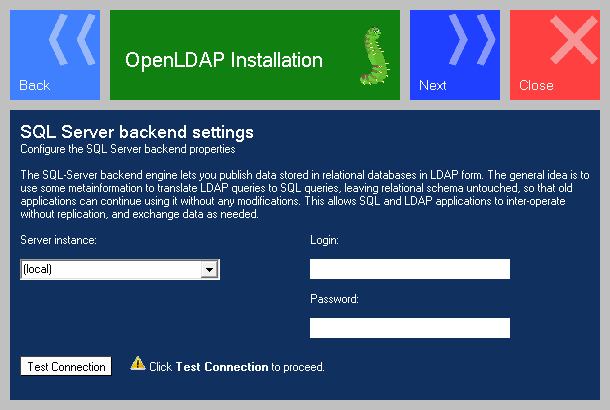 Back
OpenLDAP Installation
Next
Close
SQL Server backend settings
Configure the SQL Server backend properties
The SQL-Server backend engine lets you publish data stored in relational databases in LDAP form. The general idea is to
use some metainformation to translate LDAP queries to SQL queries, leaving relational schema untouched, so that old
applications can continue using it without any modifications. This allows SQL and LDAP applications to inter-operate
without replication, and exchange data as needed.
Server instance:
Login:
(local)
Password:
Test Connection
Click Test Connection to proceed.